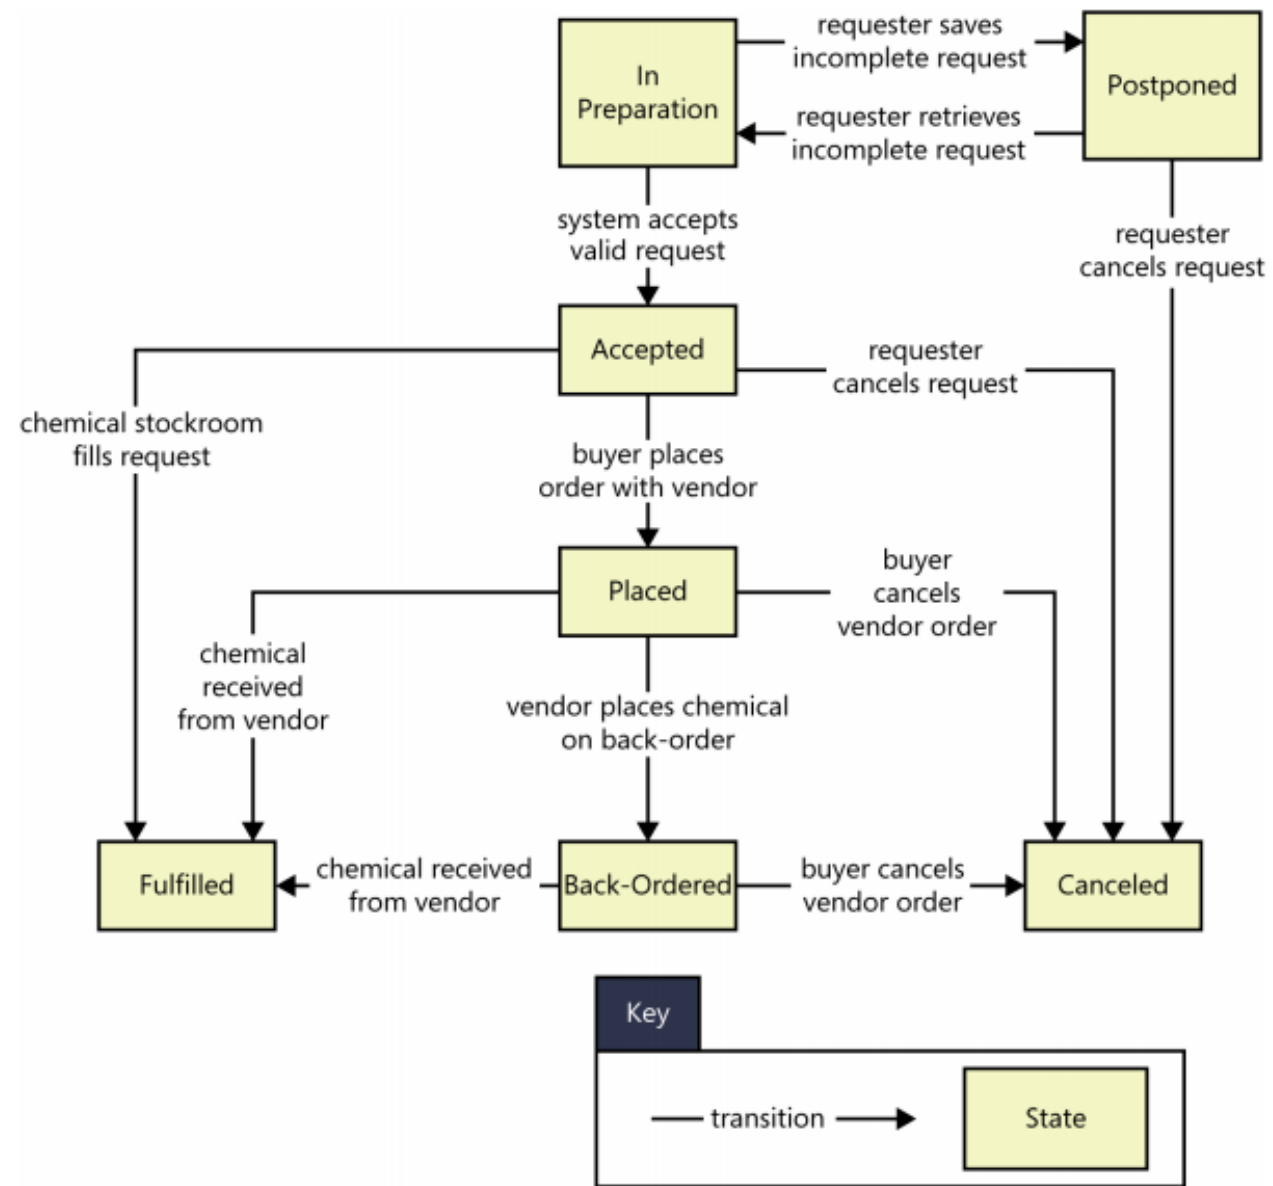 In
Preparation
requester saves
incomplete request
Postponed
requester retrieves
incomplete request
system accepts
valid request
requester
cancels request
Accepted
requester
cancels request
chemical stockroom
fills request
buyer places
order with vendor
Placed
buyer
cancels
vendor order
chemical
received
from vendor
vendor places chemical
on back-order
Fulfilled
chemical received
from vendor
Back-Ordered
buyer cancels
vendor order
Canceled
Key
transition
State